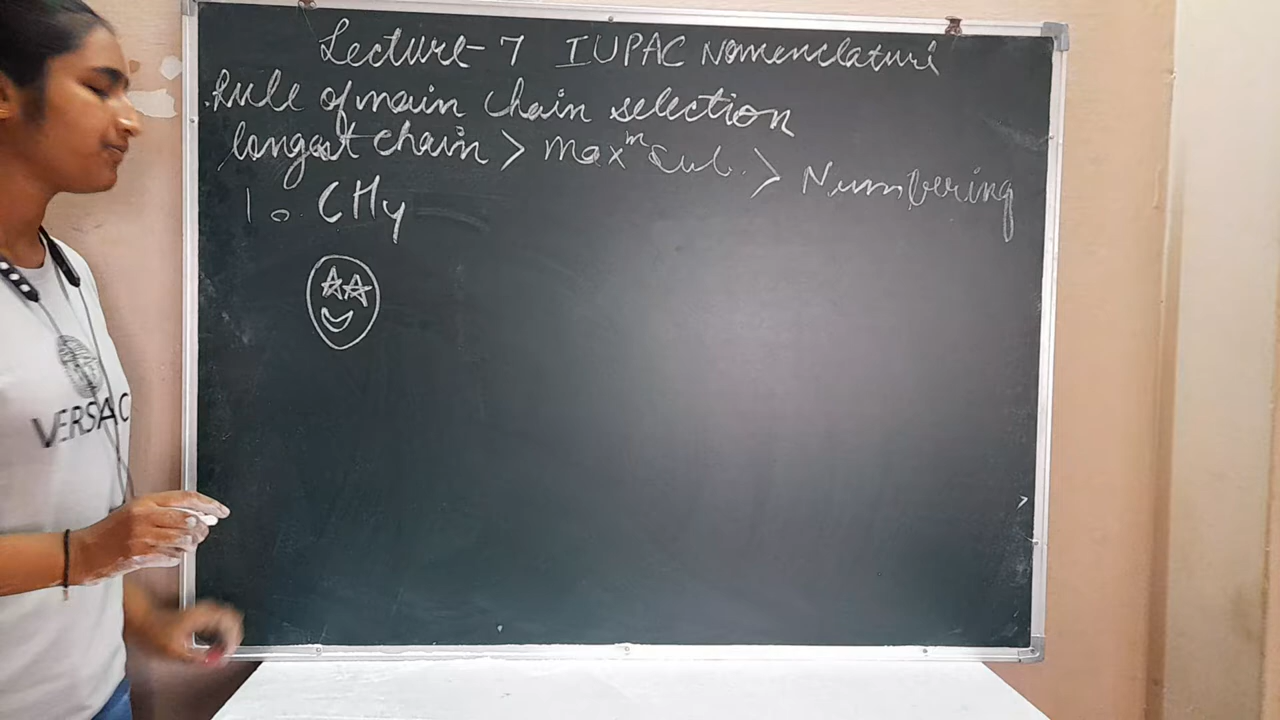 Lecture-7 IUPAC Nomenclature
Rule of main chain selection
longest chain > maxᵐ sub. > Numbering
1. CH4
VERSAC